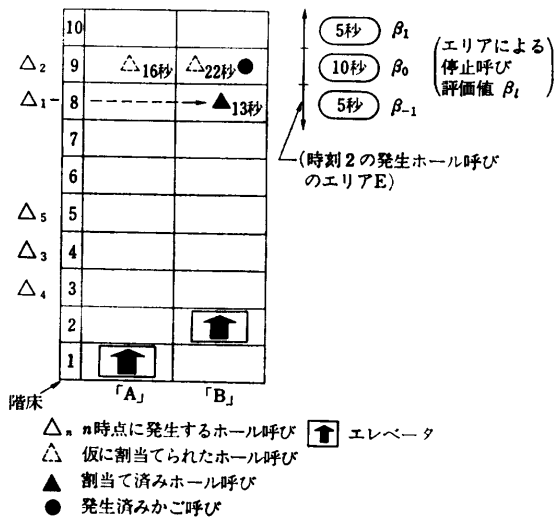 10
5秒 β₁
△₂ 9 16秒 22秒 10秒 β₀
エリアによる
停止呼び
評価値 βₗ
△₁ 8 13秒 5秒 β₋₁
7
(時刻2の発生ホール呼び
のエリアE)
6
△₅ 5
△₃ 4
△₄ 3
2
1
階床 「A」 「B」
△ₙ n時点に発生するホール呼び エレベータ
仮に割当てられたホール呼び
▲ 割当て済みホール呼び
● 発生済みかご呼び